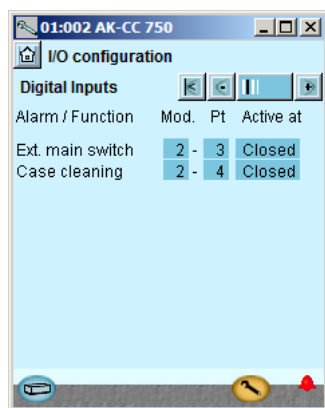 01:002 AK-CC 750
I/O configuration
Digital Inputs
Alarm / Function Mod. Pt Active at
Ext. main switch 2 - 3 Closed
Case cleaning 2 - 4 Closed